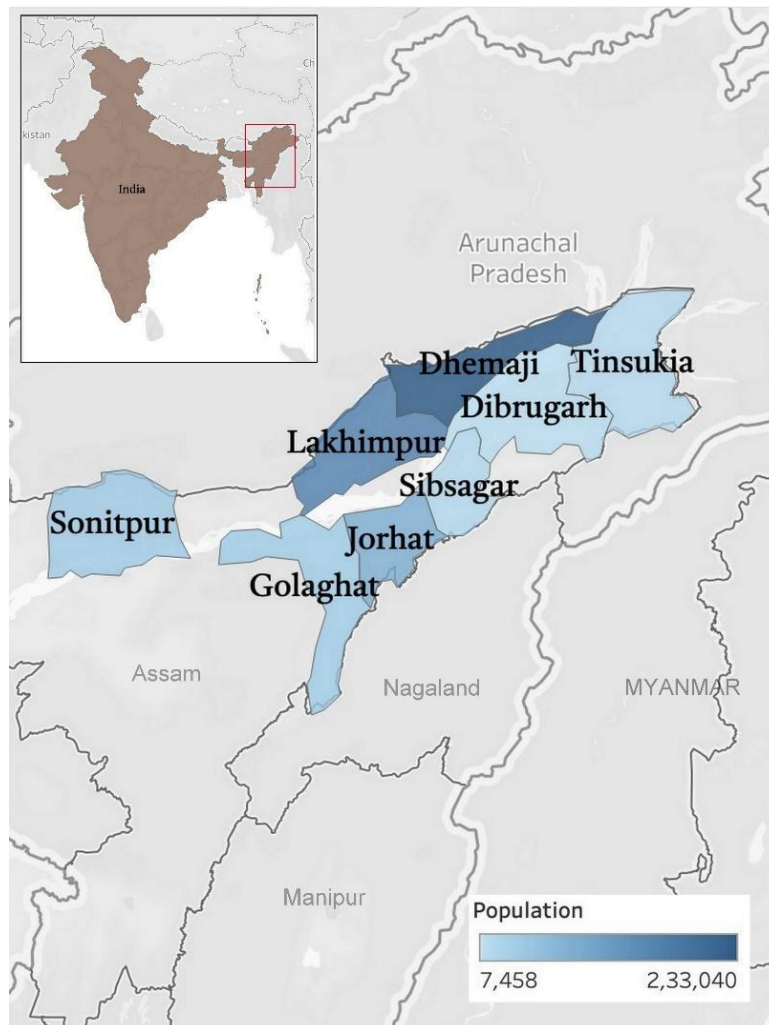 kistan
Ch
India
Arunachal
Pradesh
Dhemaji
Tinsukia
Dibrugarh
Lakhimpur
Sibsagar
Sonitpur
Jorhat
Golaghat
Assam
Nagaland
MYANMAR
Manipur
Population
7,458
2,33,040